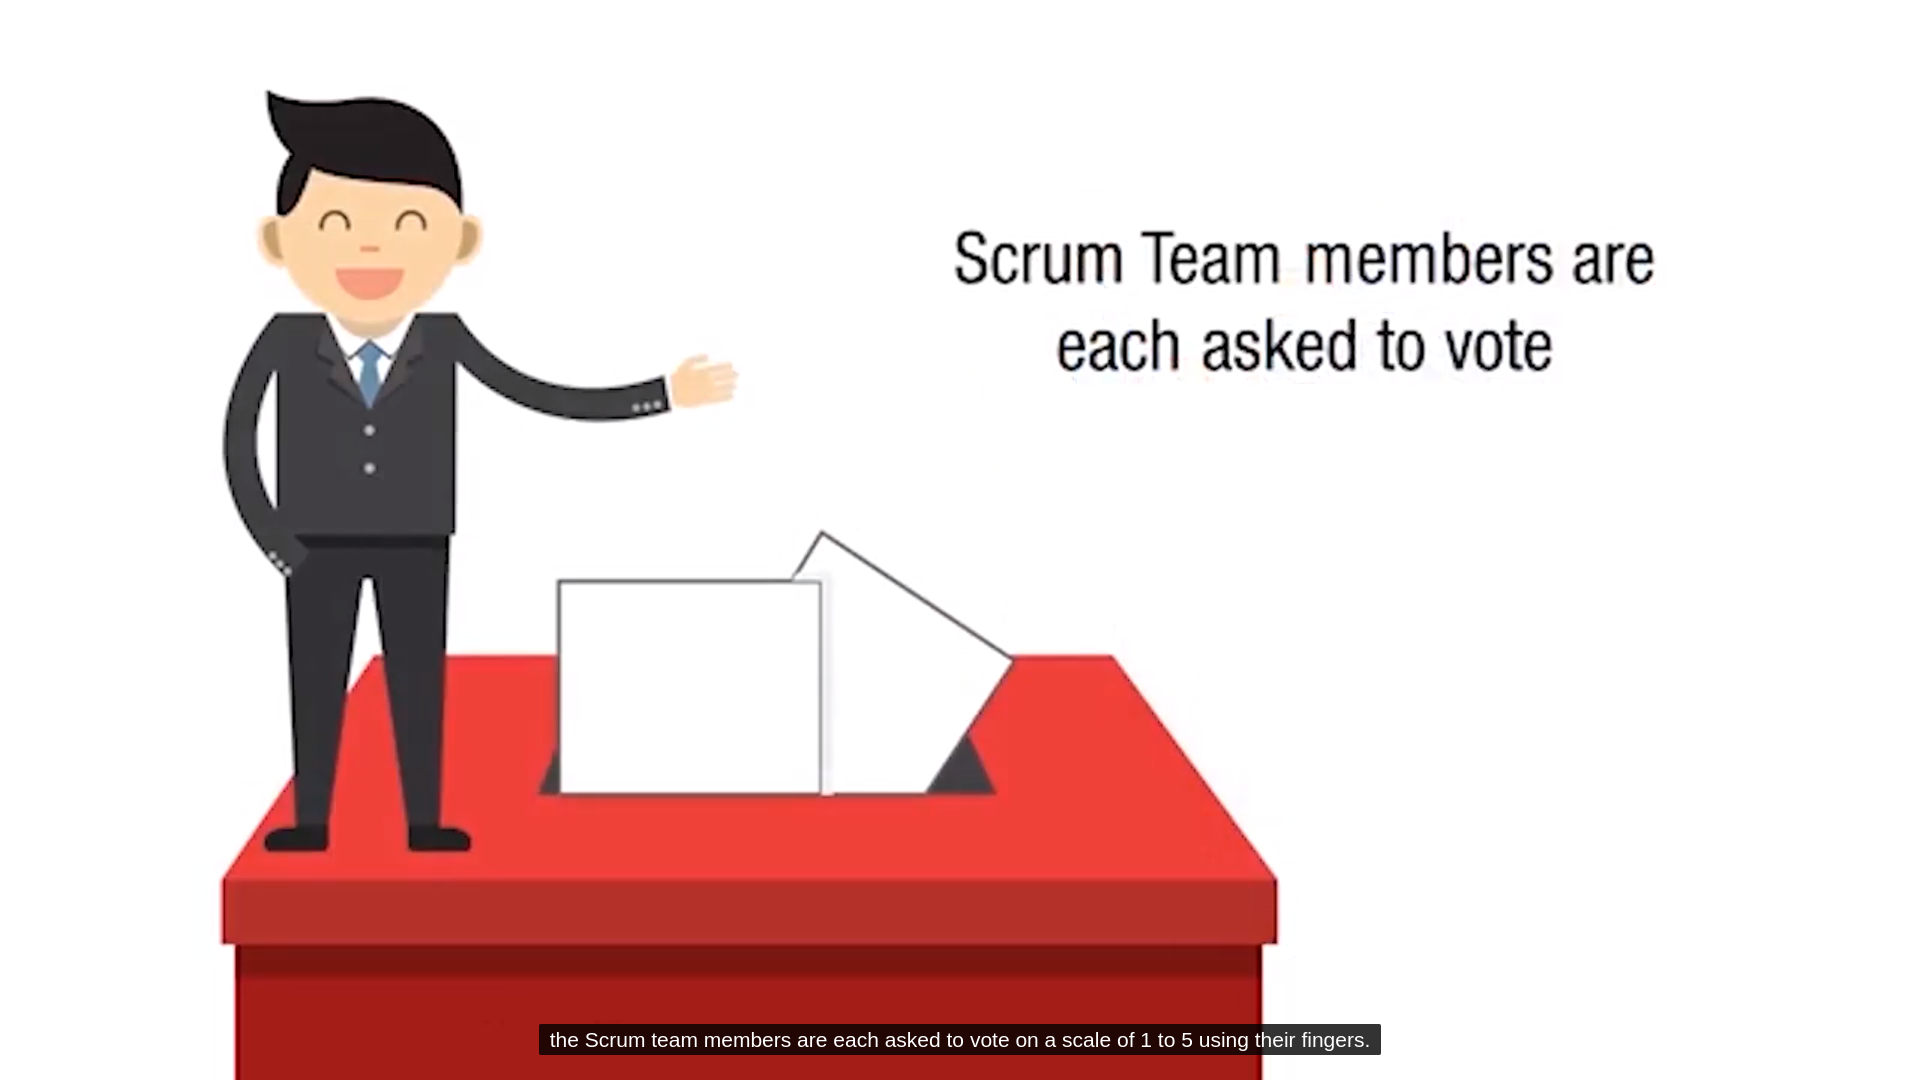 Scrum Team members are
each asked to vote
the Scrum team members are each asked to vote on a scale of 1 to 5 using their fingers.